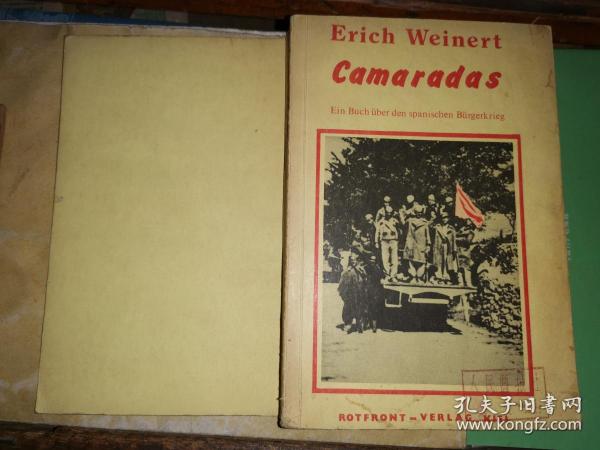 Erich Weinert
Camaradas
Ein Buch über den spanischen Bürgerkrieg
ROTFRONT - VERLAG KIEL
孔夫子旧书网
www.kongfz.com